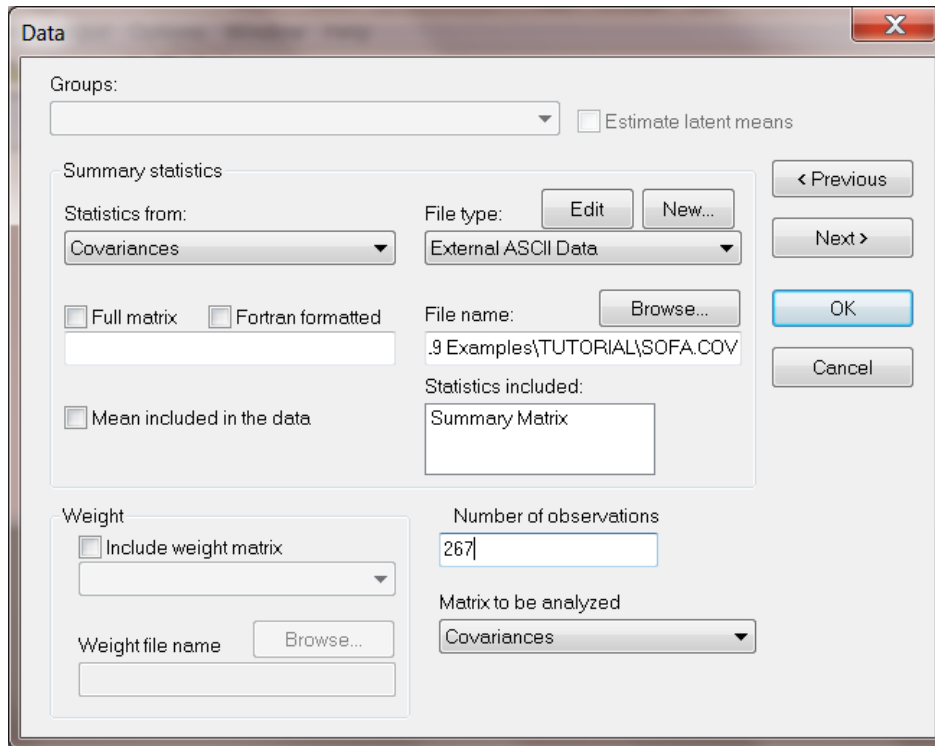 Data
Groups:
Estimate latent means
Summary statistics
Statistics from:
File type:
Edit
New...
Covariances
External ASCII Data
Full matrix
Fortran formatted
File name:
Browse...
.9 Examples\TUTORIAL\SOFA.COV
Mean included in the data
Statistics included:
Summary Matrix
< Previous
Next >
OK
Cancel
Weight
Include weight matrix
Weight file name
Browse...
Number of observations
267
Matrix to be analyzed
Covariances